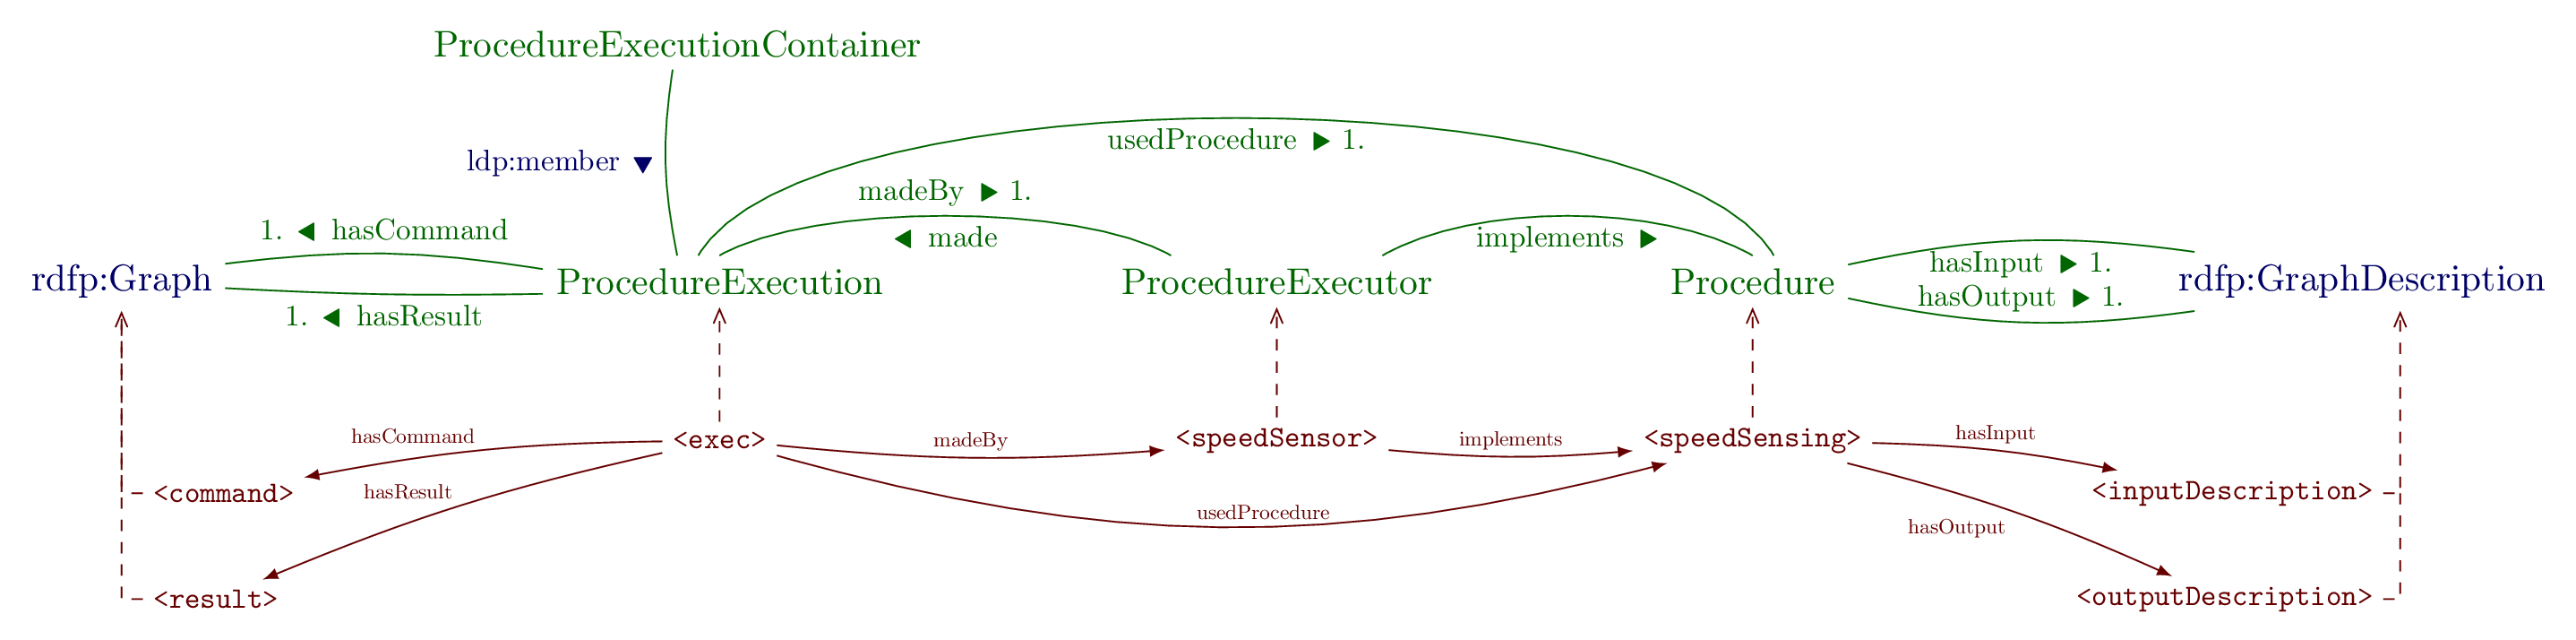 ProcedureExecutionContainer
usedProcedure ▶ 1.
ldp:member ▼
madeBy ▶ 1.
1. ◀ hasCommand
◀ made
implements ▶
rdfp:Graph
ProcedureExecution
ProcedureExecutor
Procedure
hasInput ▶ 1.
hasOutput ▶ 1.
rdfp:GraphDescription
1. ◀ hasResult
hasCommand
<exec>
madeBy
<speedSensor>
implements
<speedSensing>
hasInput
<command>
hasResult
usedProcedure
<inputDescription>
hasOutput
<result>
<outputDescription>